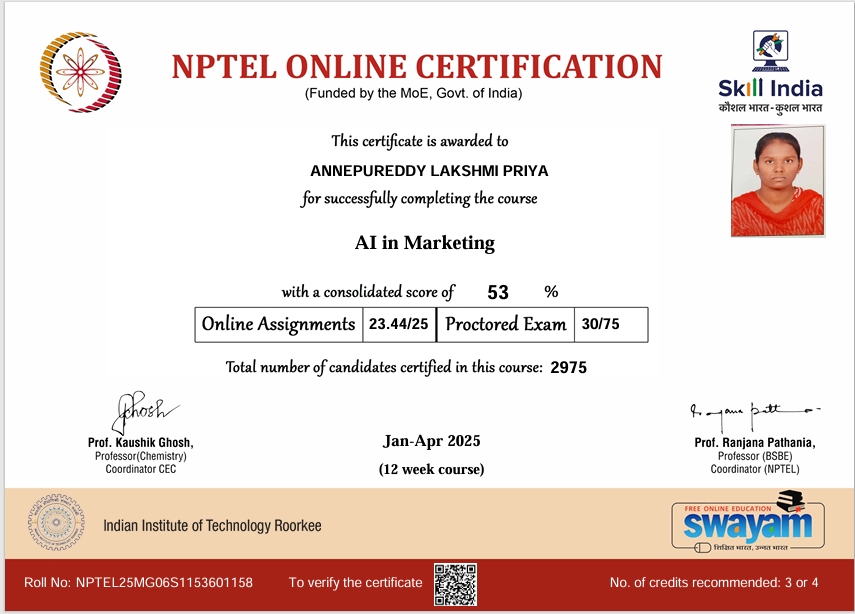 NPTEL ONLINE CERTIFICATION
(Funded by the MoE, Govt. of India)
Skill India
कौशल भारत - कुशल भारत
This certificate is awarded to
ANNEPUREDDY LAKSHMI PRIYA
for successfully completing the course
AI in Marketing
with a consolidated score of 53 %
Online Assignments 23.44/25 Proctored Exam 30/75
Total number of candidates certified in this course: 2975
Prof. Kaushik Ghosh,
Professor(Chemistry)
Coordinator CEC
Jan-Apr 2025
(12 week course)
Prof. Ranjana Pathania,
Professor (BSBE)
Coordinator (NPTEL)
Indian Institute of Technology Roorkee
FREE ONLINE EDUCATION
swayam
शिक्षित भारत, उन्नत भारत
Roll No: NPTEL25MG06S1153601158
To verify the certificate
No. of credits recommended: 3 or 4